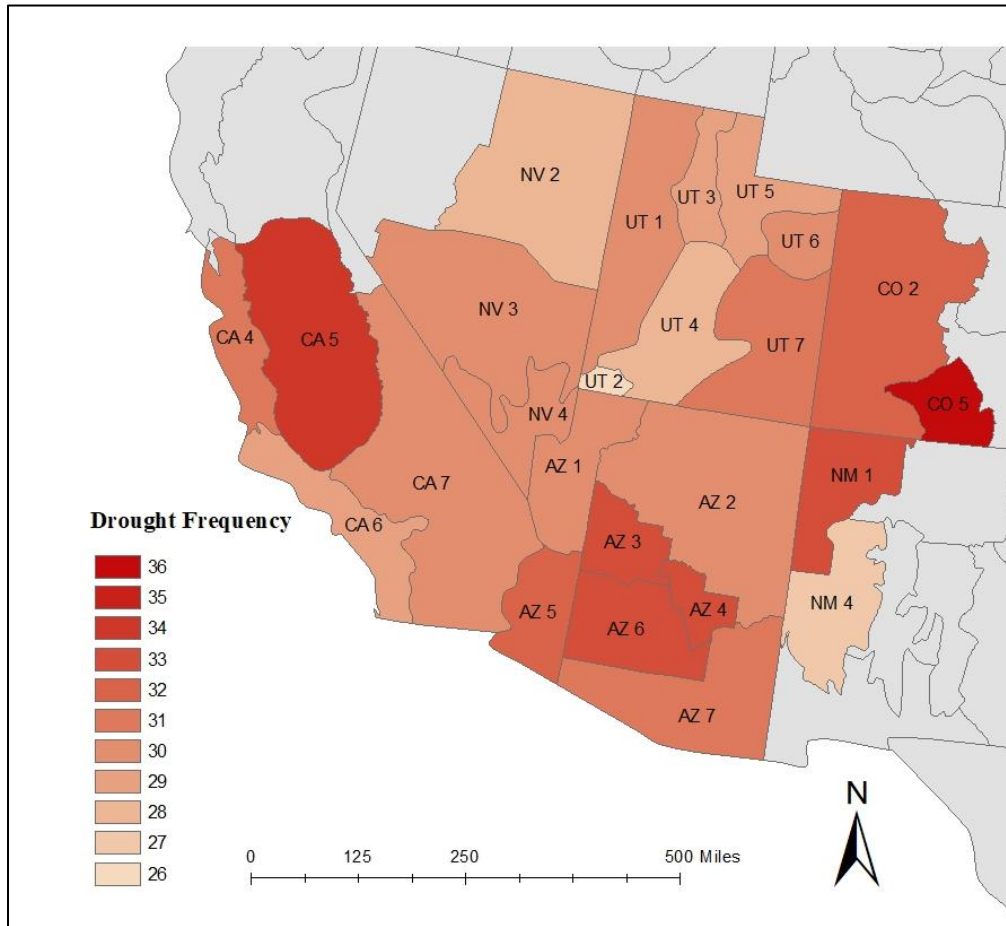 NV 2
UT 3
UT 5
UT 1
UT 6
CO 2
NV 3
UT 4
CA 4
CA 5
UT 7
UT 2
CO 5
NV 4
AZ 1
NM 1
CA 7
AZ 2
CA 6
AZ 3
AZ 5
AZ 4
NM 4
AZ 6
AZ 7
Drought Frequency
36
35
34
33
32
31
30
29
28
27
26
N
0 125 250 500 Miles